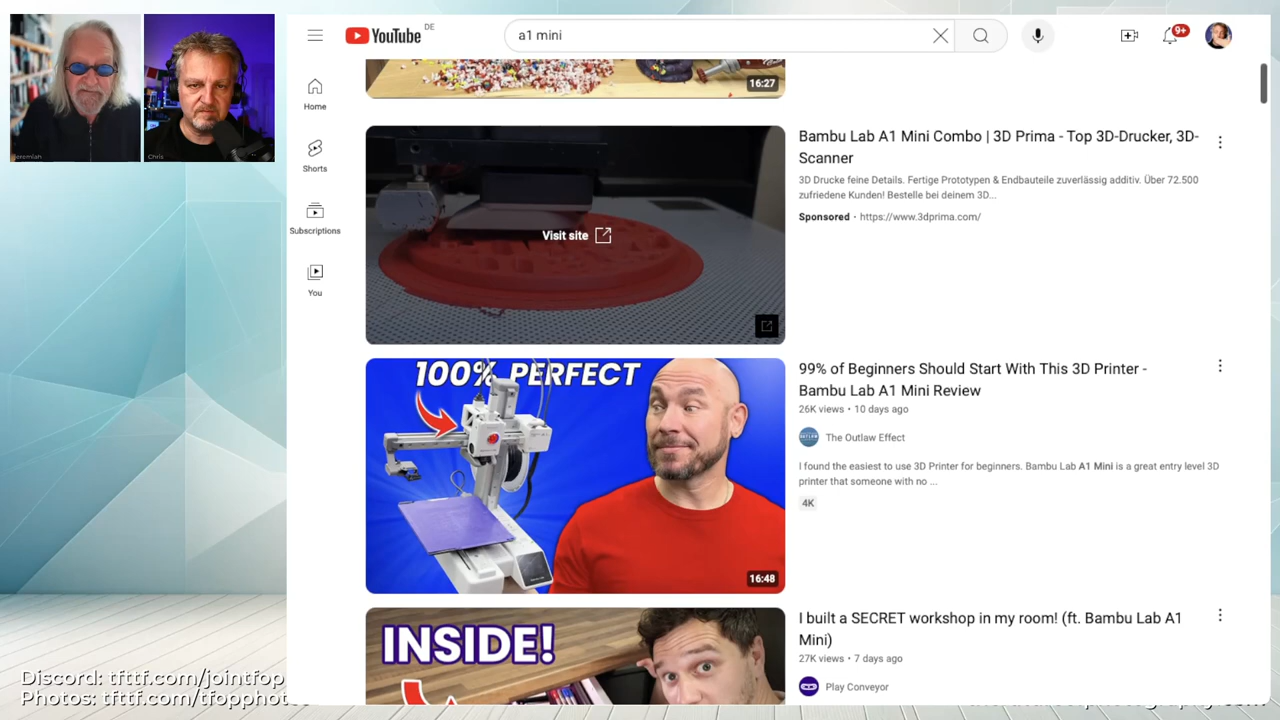 Chris
YouTube DE
a1 mini
9+
Home
Shorts
Subscriptions
You
16:27
Visit site
Bambu Lab A1 Mini Combo | 3D Prima - Top 3D-Drucker, 3D-
Scanner
3D Drucke feine Details. Fertige Prototypen & Endbauteile zuverlässig additiv. Über 72.500
zufriedene Kunden! Bestelle bei deinem 3D...
Sponsored · https://www.3dprima.com/
100% PERFECT
16:48
99% of Beginners Should Start With This 3D Printer -
Bambu Lab A1 Mini Review
26K views • 10 days ago
The Outlaw Effect
I found the easiest to use 3D Printer for beginners. Bambu Lab A1 Mini is a great entry level 3D
printer that someone with no ...
4K
INSIDE!
I built a SECRET workshop in my room! (ft. Bambu Lab A1
Mini)
27K views • 7 days ago
Play Conveyor
Discord: tfttf.com/jointfop
Photos: tfttf.com/tfopphot